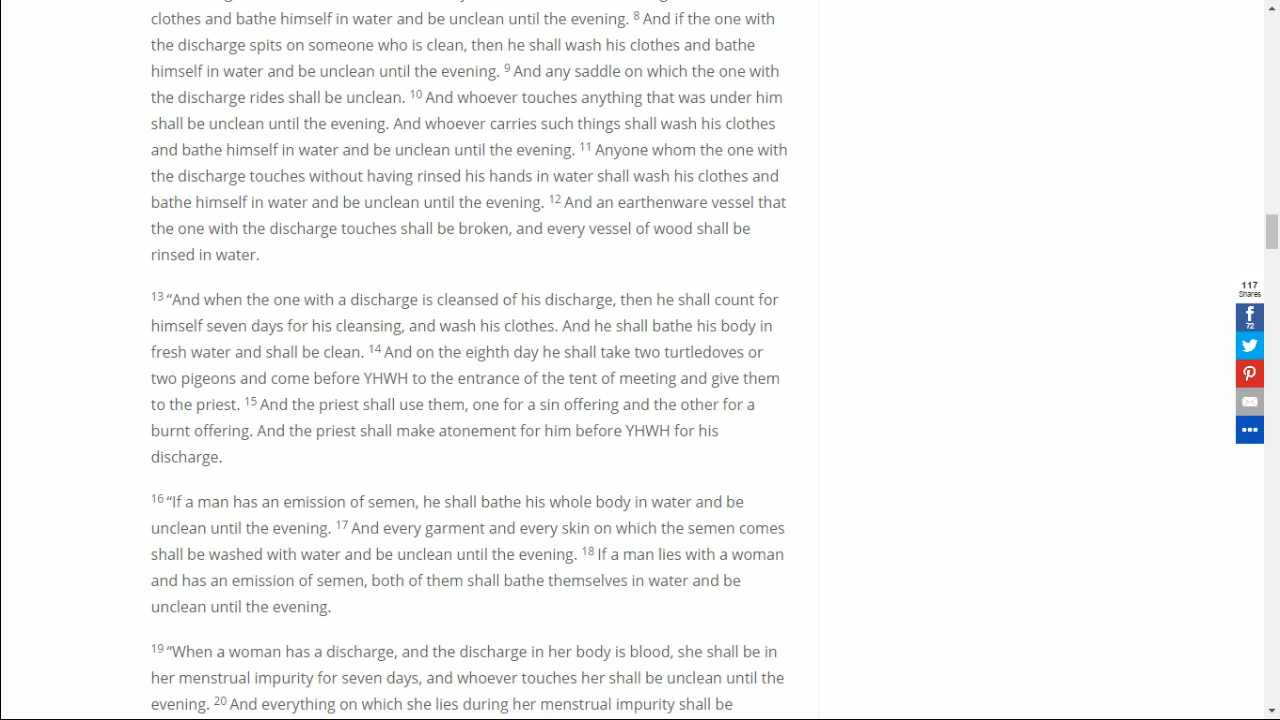 clothes and bathe himself in water and be unclean until the evening. 8 And if the one with
the discharge spits on someone who is clean, then he shall wash his clothes and bathe
himself in water and be unclean until the evening. 9 And any saddle on which the one with
the discharge rides shall be unclean. 10 And whoever touches anything that was under him
shall be unclean until the evening. And whoever carries such things shall wash his clothes
and bathe himself in water and be unclean until the evening. 11 Anyone whom the one with
the discharge touches without having rinsed his hands in water shall wash his clothes and
bathe himself in water and be unclean until the evening. 12 And an earthenware vessel that
the one with the discharge touches shall be broken, and every vessel of wood shall be
rinsed in water.
13 “And when the one with a discharge is cleansed of his discharge, then he shall count for
himself seven days for his cleansing, and wash his clothes. And he shall bathe his body in
fresh water and shall be clean. 14 And on the eighth day he shall take two turtledoves or
two pigeons and come before YHWH to the entrance of the tent of meeting and give them
to the priest. 15 And the priest shall use them, one for a sin offering and the other for a
burnt offering. And the priest shall make atonement for him before YHWH for his
discharge.
16 “If a man has an emission of semen, he shall bathe his whole body in water and be
unclean until the evening. 17 And every garment and every skin on which the semen comes
shall be washed with water and be unclean until the evening. 18 If a man lies with a woman
and has an emission of semen, both of them shall bathe themselves in water and be
unclean until the evening.
19 “When a woman has a discharge, and the discharge in her body is blood, she shall be in
her menstrual impurity for seven days, and whoever touches her shall be unclean until the
evening. 20 And everything on which she lies during her menstrual impurity shall be
117
Shares
72